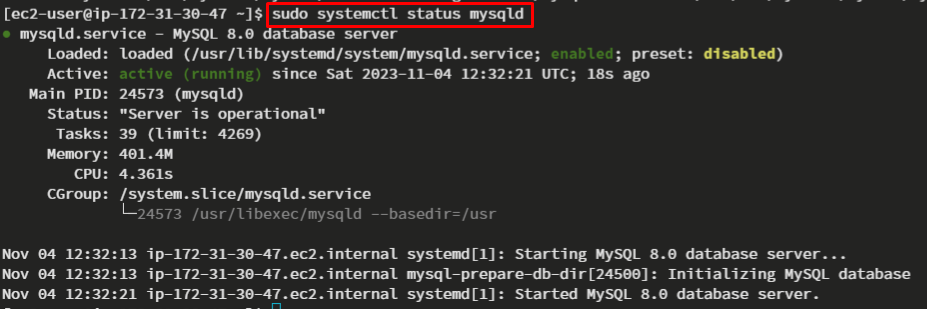 [ec2-user@ip-172-31-30-47 ~]$ sudo systemctl status mysqld
● mysqld.service - MySQL 8.0 database server
Loaded: loaded (/usr/lib/systemd/system/mysqld.service; enabled; preset: disabled)
Active: active (running) since Sat 2023-11-04 12:32:21 UTC; 18s ago
Main PID: 24573 (mysqld)
Status: "Server is operational"
Tasks: 39 (limit: 4269)
Memory: 401.4M
CPU: 4.361s
CGroup: /system.slice/mysqld.service
└─24573 /usr/libexec/mysqld --basedir=/usr
Nov 04 12:32:13 ip-172-31-30-47.ec2.internal systemd[1]: Starting MySQL 8.0 database server...
Nov 04 12:32:13 ip-172-31-30-47.ec2.internal mysql-prepare-db-dir[24500]: Initializing MySQL database
Nov 04 12:32:21 ip-172-31-30-47.ec2.internal systemd[1]: Started MySQL 8.0 database server.